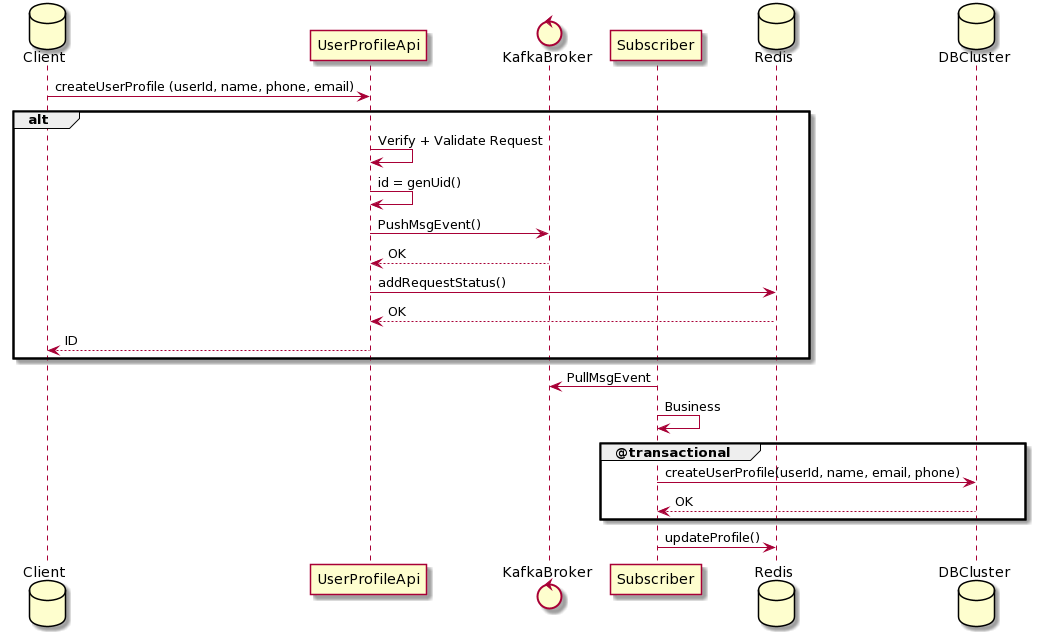 Client
UserProfileApi
KafkaBroker
Subscriber
Redis
DBCluster
createUserProfile (userId, name, phone, email)
alt
Verify + Validate Request
id = genUid()
PushMsgEvent()
OK
addRequestStatus()
OK
ID
PullMsgEvent
Business
@transactional
createUserProfile(userId, name, email, phone)
OK
updateProfile()
Client
UserProfileApi
KafkaBroker
Subscriber
Redis
DBCluster